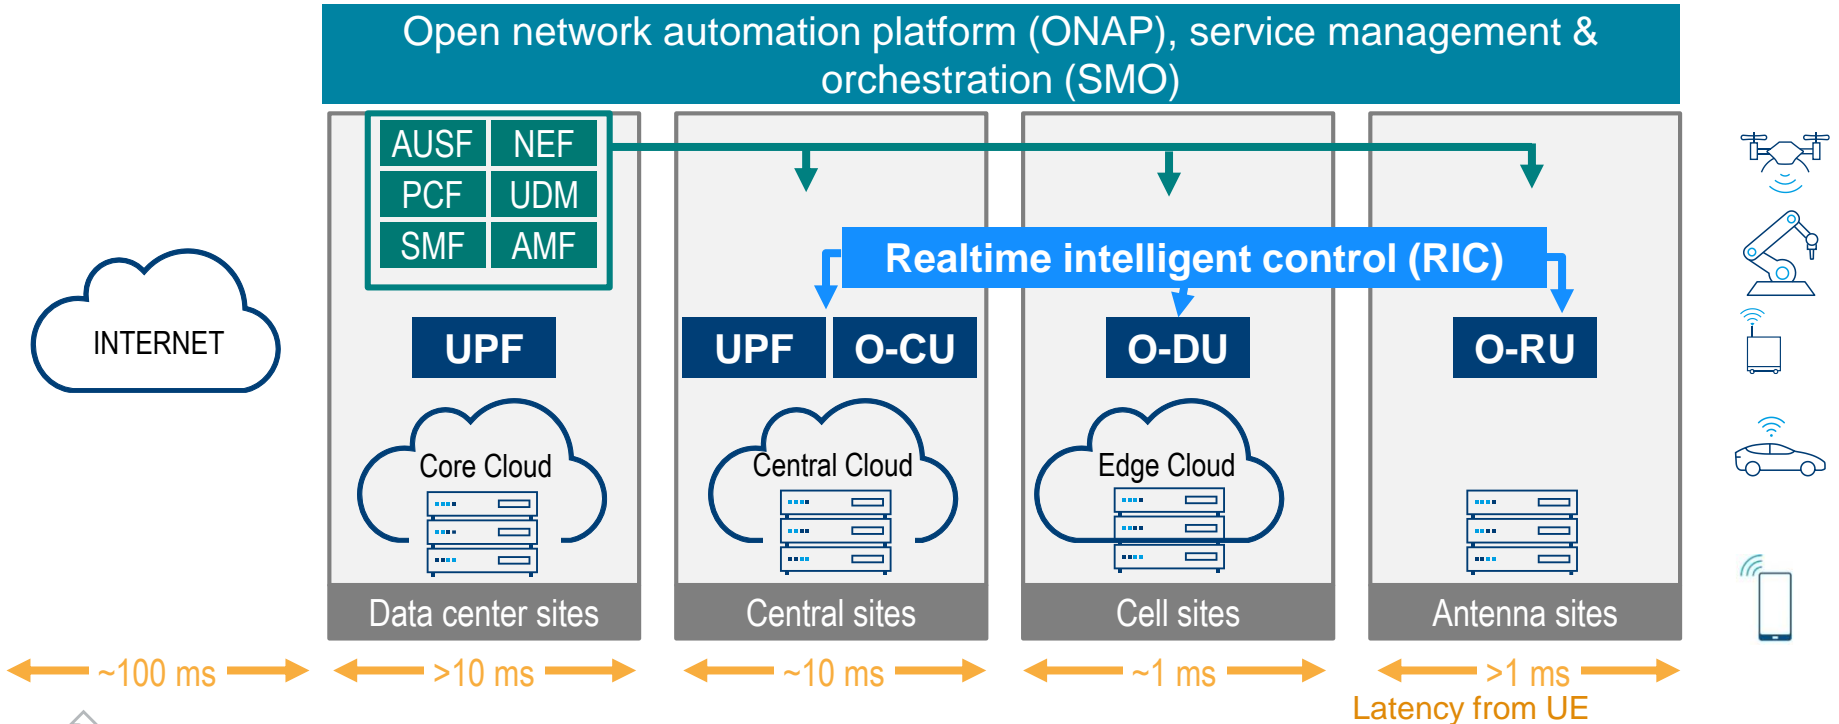 Open network automation platform (ONAP), service management &
orchestration (SMO)
AUSF NEF
PCF UDM
SMF AMF
Realtime intelligent control (RIC)
INTERNET
UPF
UPF O-CU
O-DU
O-RU
Core Cloud
Central Cloud
Edge Cloud
Data center sites
Central sites
Cell sites
Antenna sites
~100 ms
>10 ms
~10 ms
~1 ms
>1 ms
Latency from UE